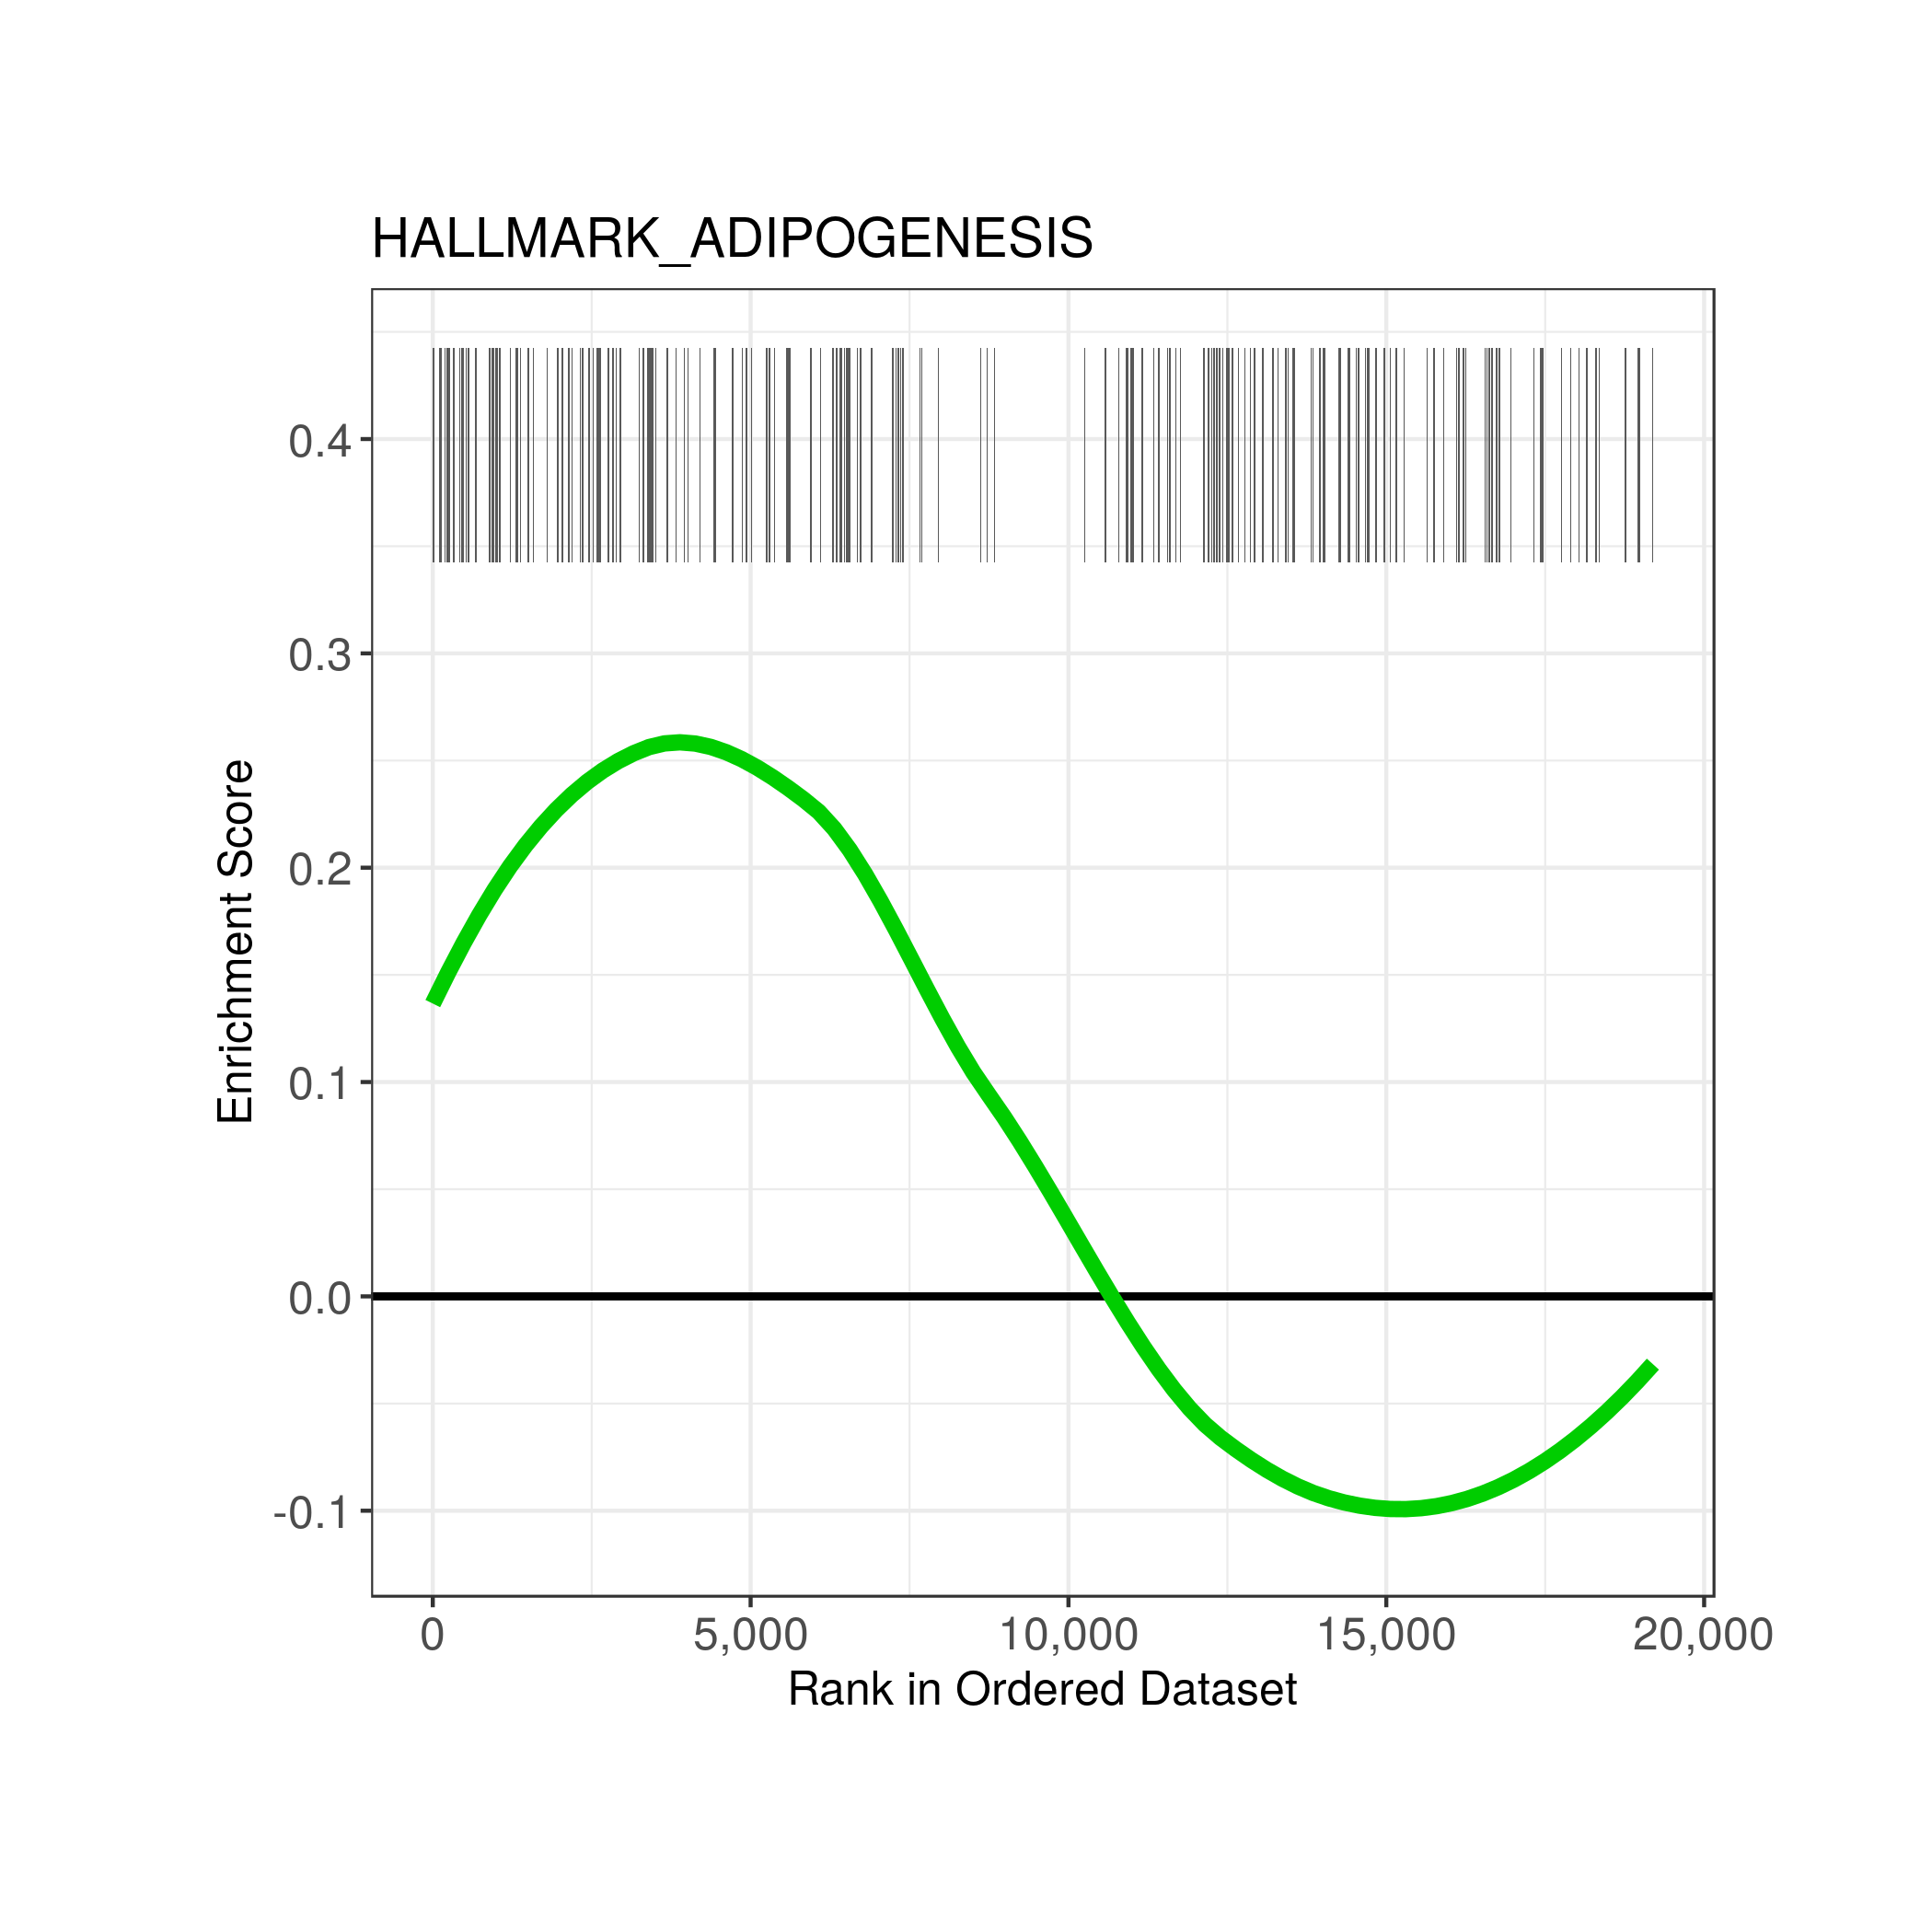 HALLMARK_ADIPOGENESIS
Enrichment Score
0.4
0.3
0.2
0.1
0.0
-0.1
0 5,000 10,000 15,000 20,000
Rank in Ordered Dataset